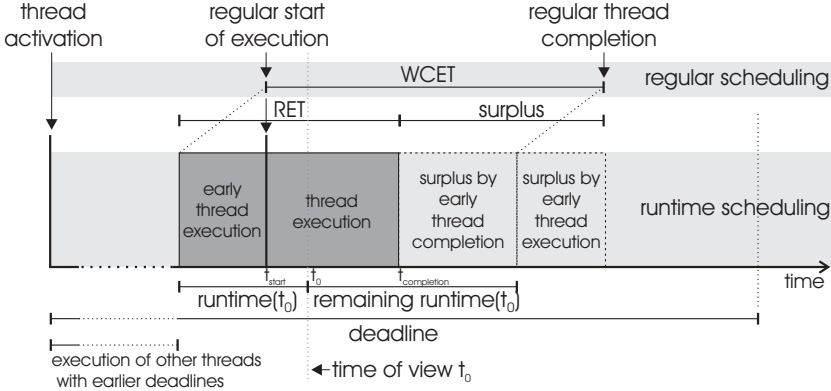 thread
activation
regular start
of execution
regular thread
completion
WCET
regular scheduling
RET
surplus
early
thread
execution
thread
execution
surplus by
early
thread
completion
surplus by
early
thread
execution
runtime scheduling
t_start
t_0
t_completion
time
runtime(t_0)
remaining runtime(t_0)
deadline
execution of other threads
with earlier deadlines
time of view t_0